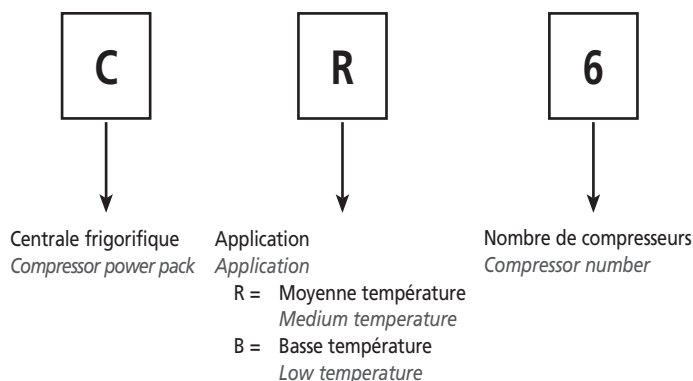 C R 6
Centrale frigorifique
Compressor power pack
Application
Application
R = Moyenne température
Medium temperature
B = Basse température
Low temperature
Nombre de compresseurs
Compressor number